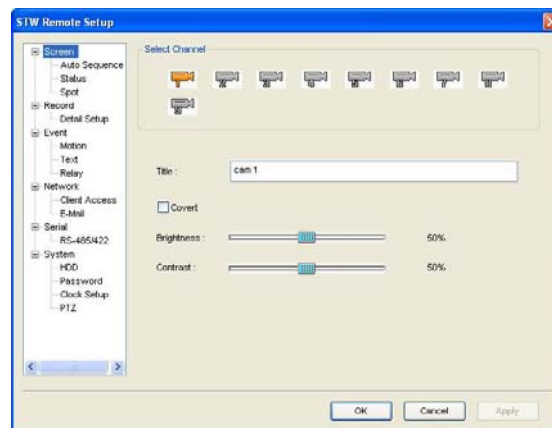 STW Remote Setup
Screen
Auto Sequence
Status
Spot
Record
Detail Setup
Event
Motion
Text
Relay
Network
Client Access
E-Mail
Serial
RS-485/422
System
HDD
Password
Clock Setup
PTZ
Select Channel
Title :
cam 1
Covert
Brightness :
50%
Contrast :
50%
OK
Cancel
Apply